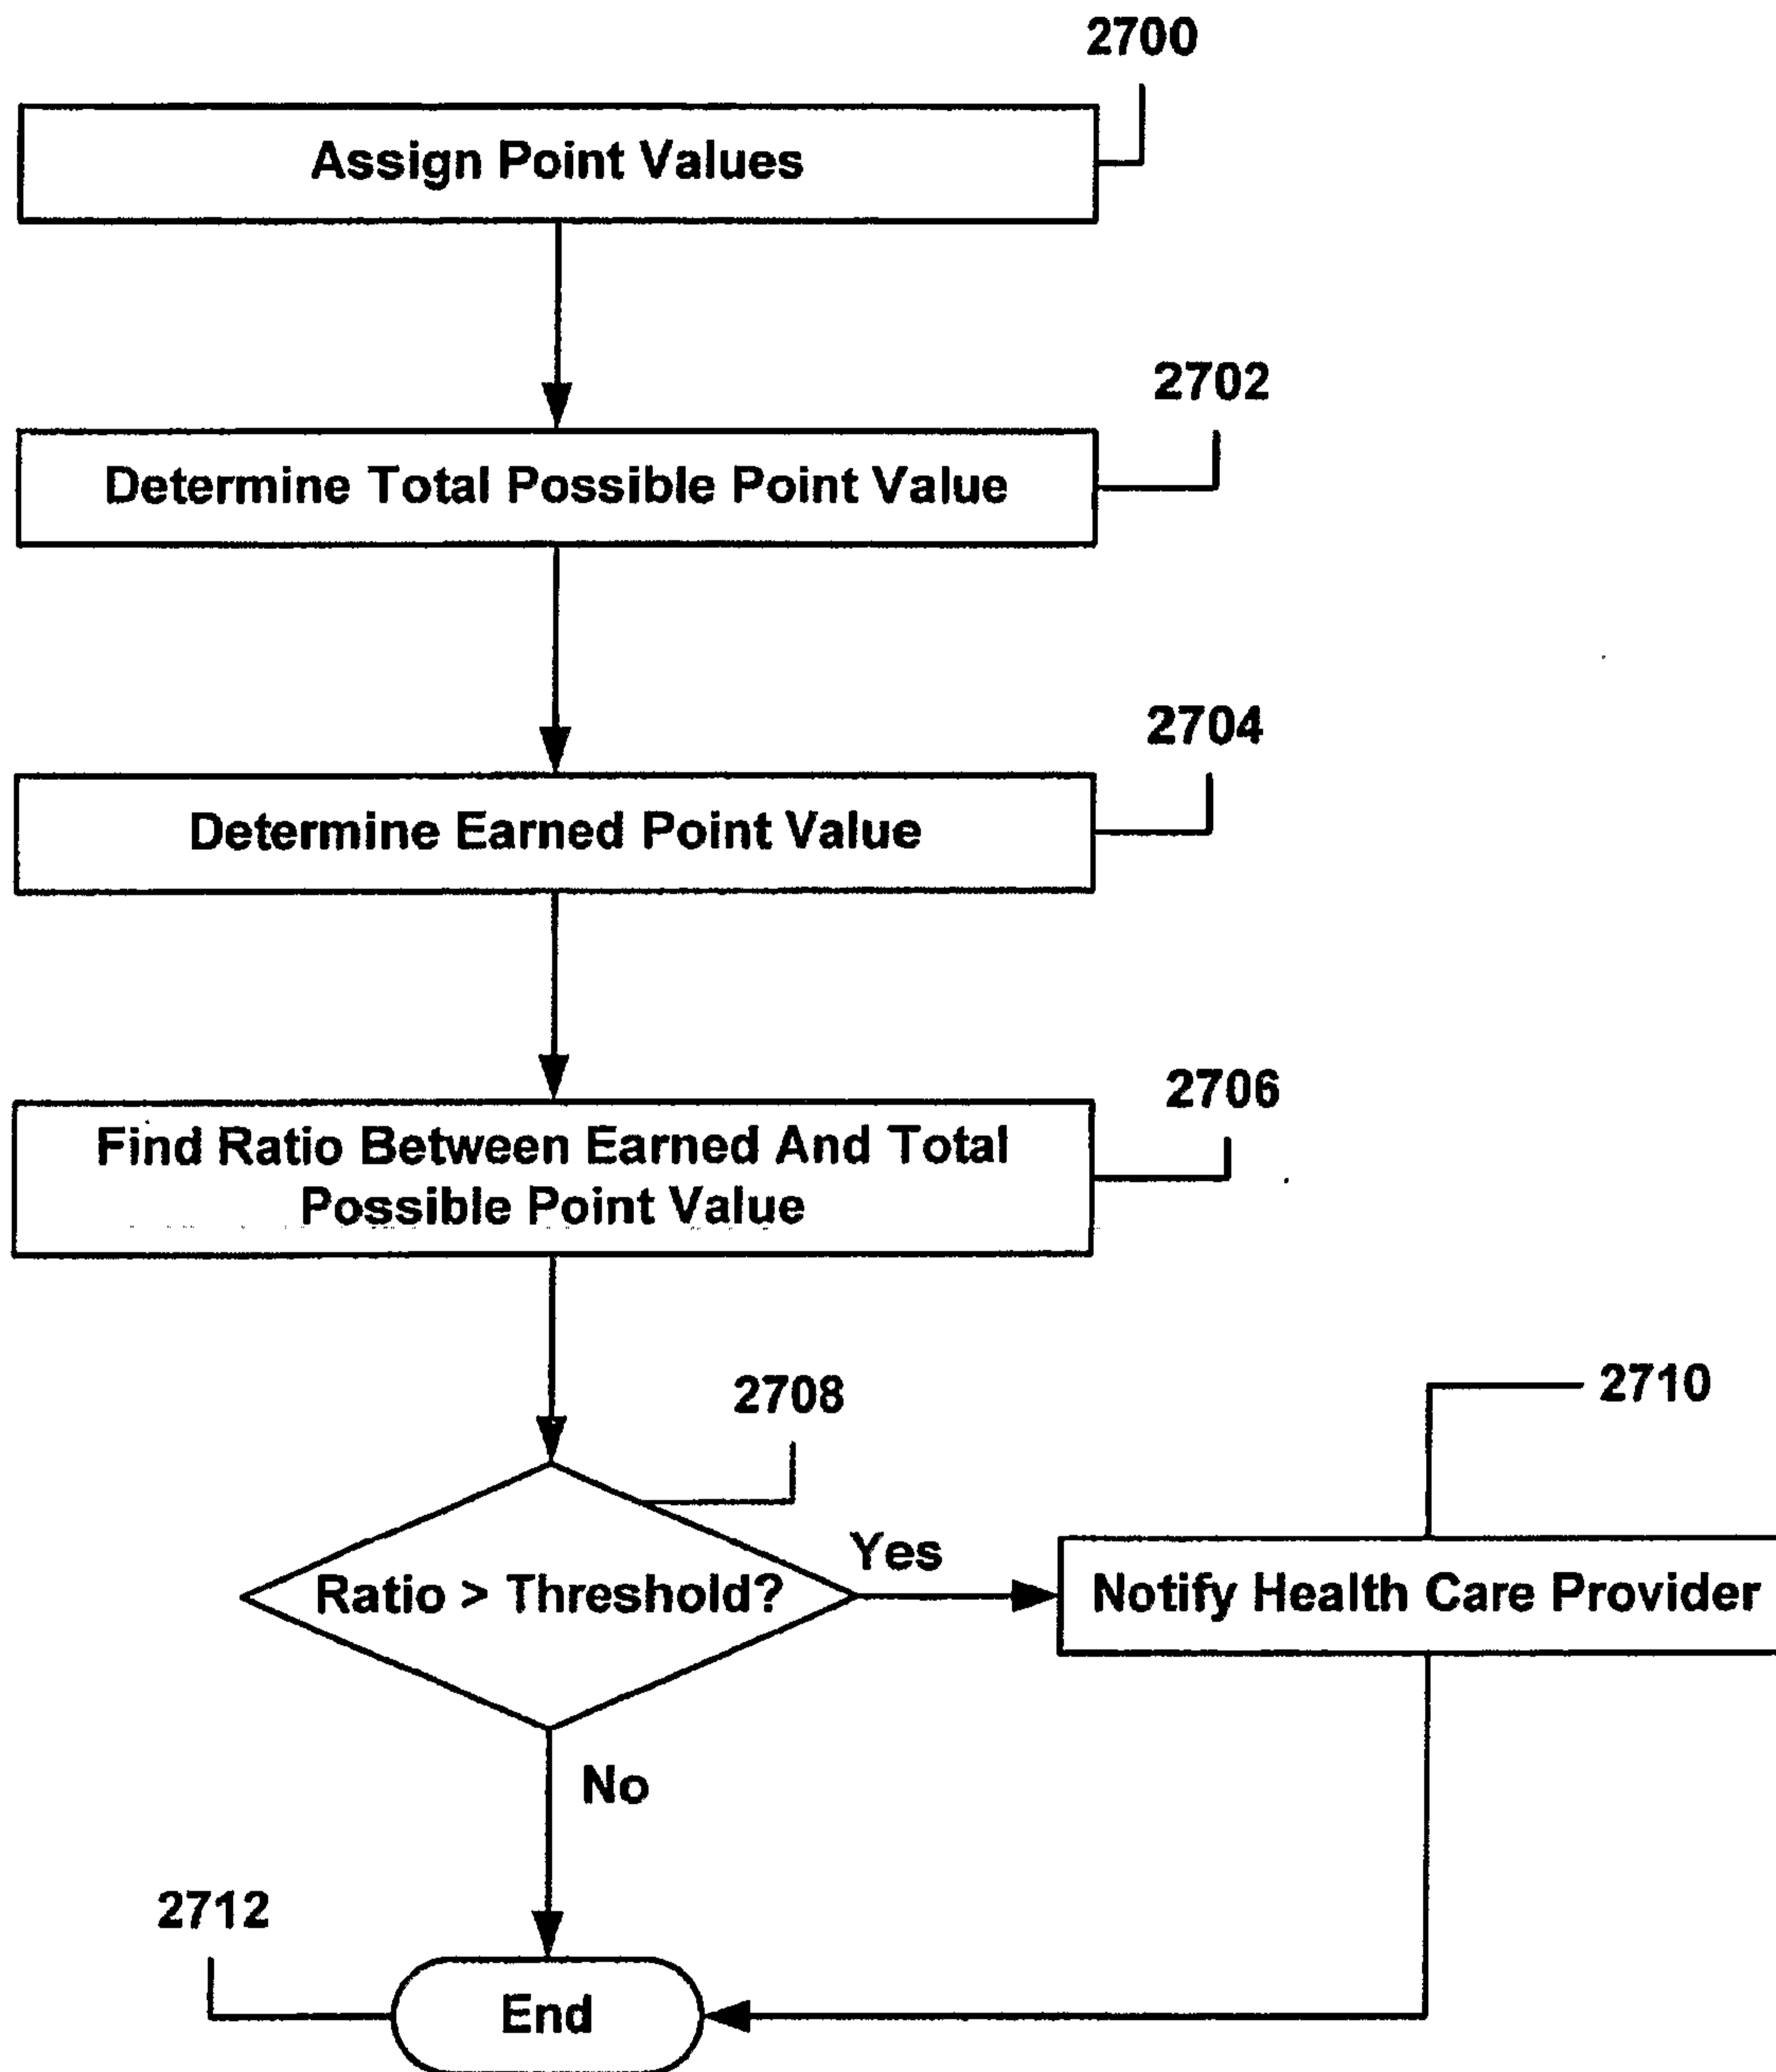 2700
Assign Point Values
2702
Determine Total Possible Point Value
2704
Determine Earned Point Value
2706
Find Ratio Between Earned And Total
Possible Point Value
2708
2710
Ratio > Threshold?
Yes
Notify Health Care Provider
No
2712
End